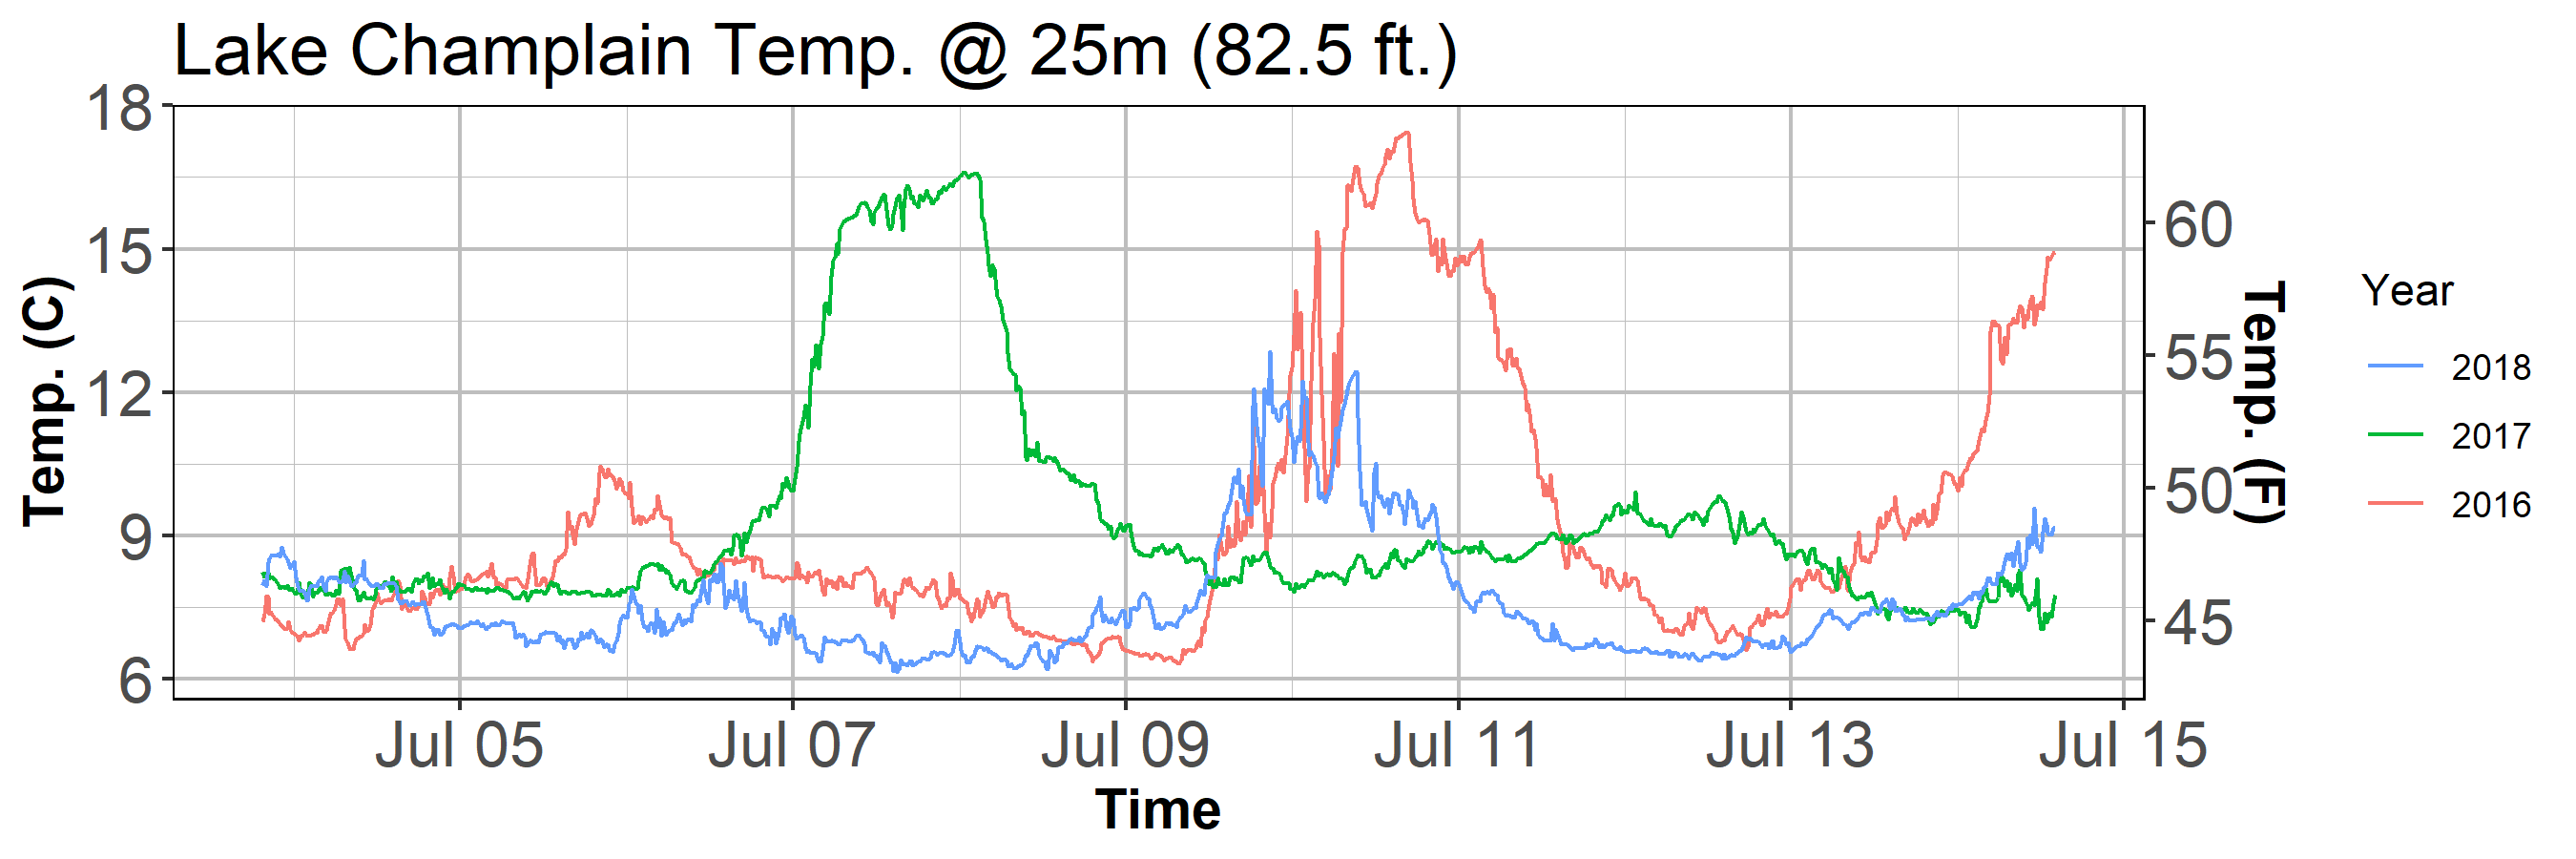 Lake Champlain Temp. @ 25m (82.5 ft.)
18
15
12
9
6
Temp. (C)
60
55
50
45
Temp. (F)
Jul 05
Jul 07
Jul 09
Jul 11
Jul 13
Jul 15
Time
Year
2018
2017
2016